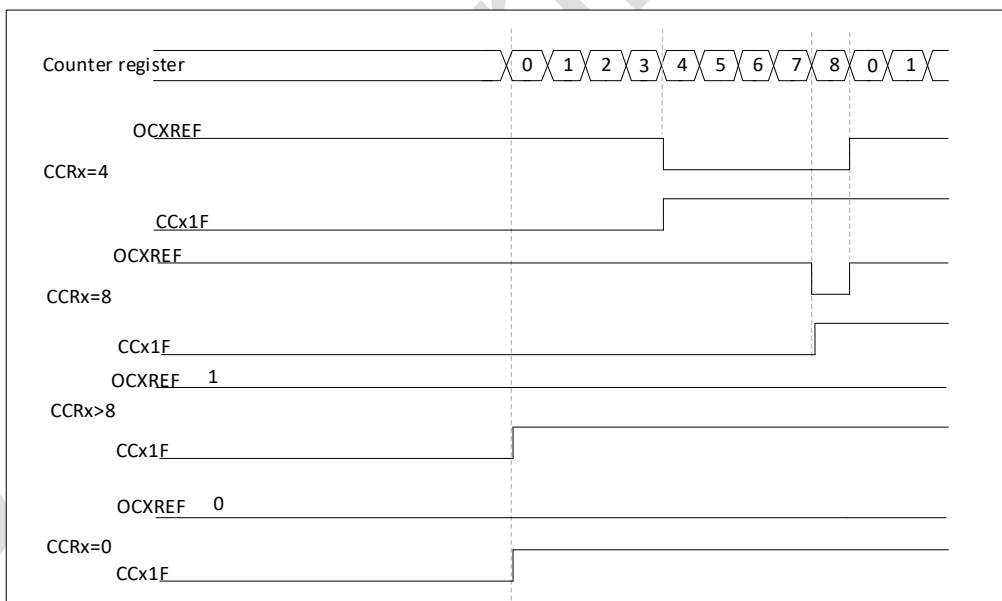 Counter register 0 1 2 3 4 5 6 7 8 0 1
OCXREF
CCRx=4
CCx1F
OCXREF
CCRx=8
CCx1F
OCXREF 1
CCRx>8
CCx1F
OCXREF 0
CCRx=0
CCx1F